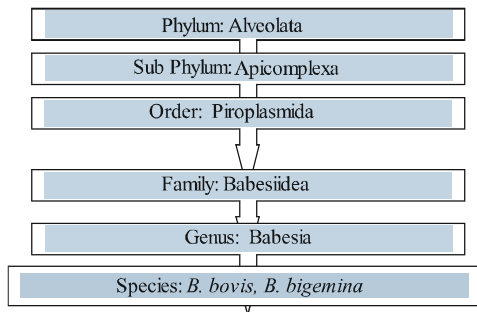 Phylum: Alveolata
Sub Phylum: Apicomplexa
Order: Piroplasmida
Family: Babesiidea
Genus: Babesia
Species: B. bovis, B. bigemina